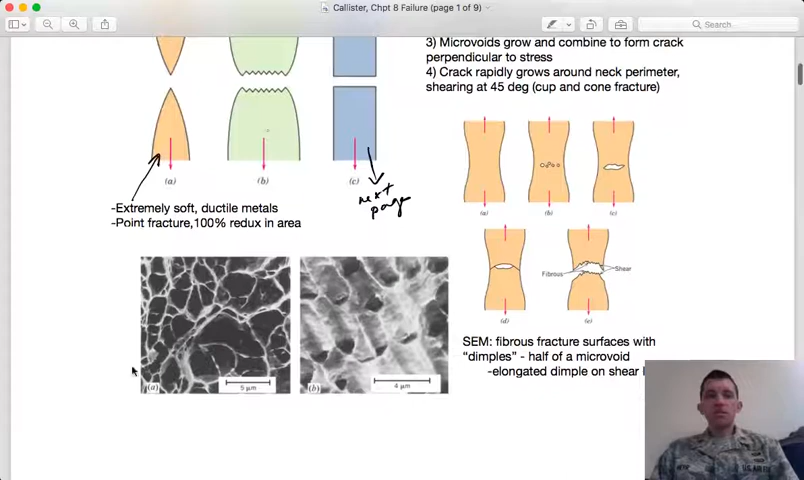 Callister, Chpt 8 Failure (page 1 of 9)
Search
3) Microvoids grow and combine to form crack
perpendicular to stress
4) Crack rapidly grows around neck perimeter,
shearing at 45 deg (cup and cone fracture)
(a)
(b)
(c)
next
page
-Extremely soft, ductile metals
-Point fracture,100% redux in area
(a)
(b)
(c)
Fibrous
Shear
(d)
(e)
(a)
5 μm
(b)
4 μm
SEM: fibrous fracture surfaces with
“dimples” - half of a microvoid
-elongated dimple on shear
U.S. AIR